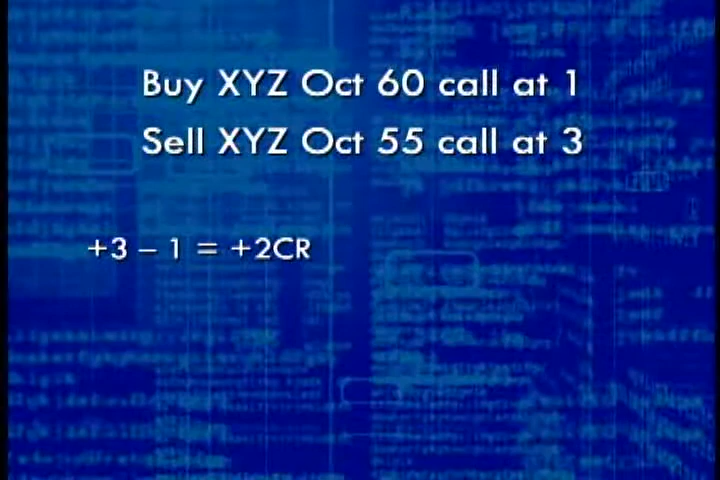 Buy XYZ Oct 60 call at 1
Sell XYZ Oct 55 call at 3
+3 – 1 = +2CR